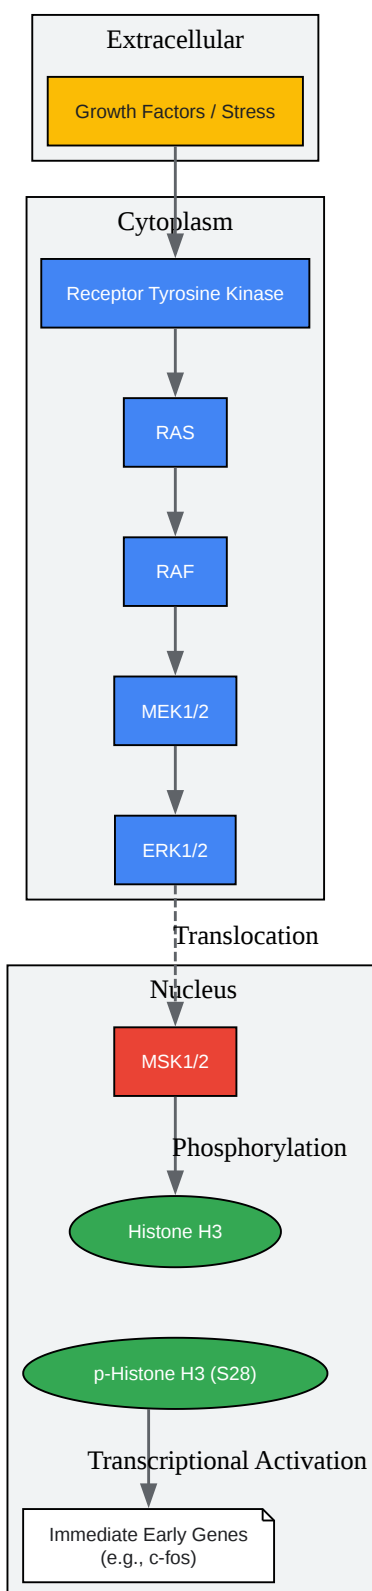 Extracellular
Growth Factors / Stress
Cytoplasm
Receptor Tyrosine Kinase
RAS
RAF
MEK1/2
ERK1/2
Translocation
Nucleus
MSK1/2
Phosphorylation
Histone H3
p-Histone H3 (S28)
Transcriptional Activation
Immediate Early Genes
(e.g., c-fos)